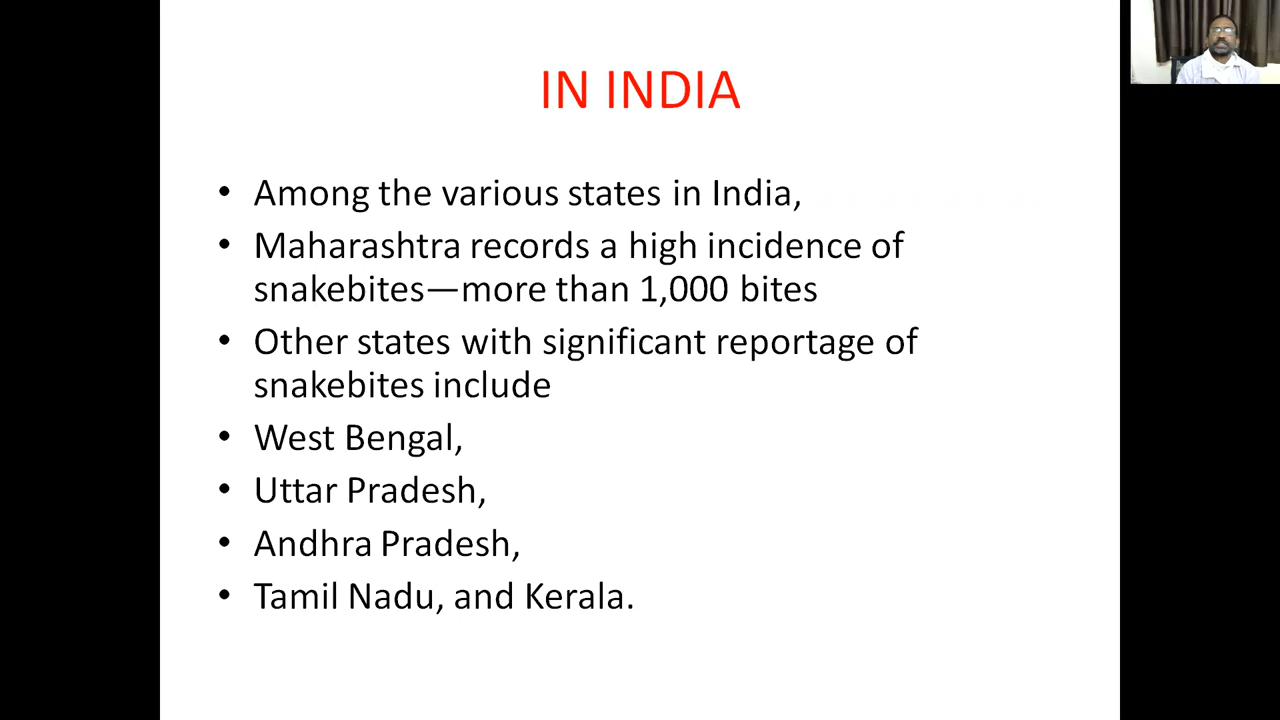 IN INDIA
• Among the various states in India,
• Maharashtra records a high incidence of
snakebites—more than 1,000 bites
• Other states with significant reportage of
snakebites include
• West Bengal,
• Uttar Pradesh,
• Andhra Pradesh,
• Tamil Nadu, and Kerala.